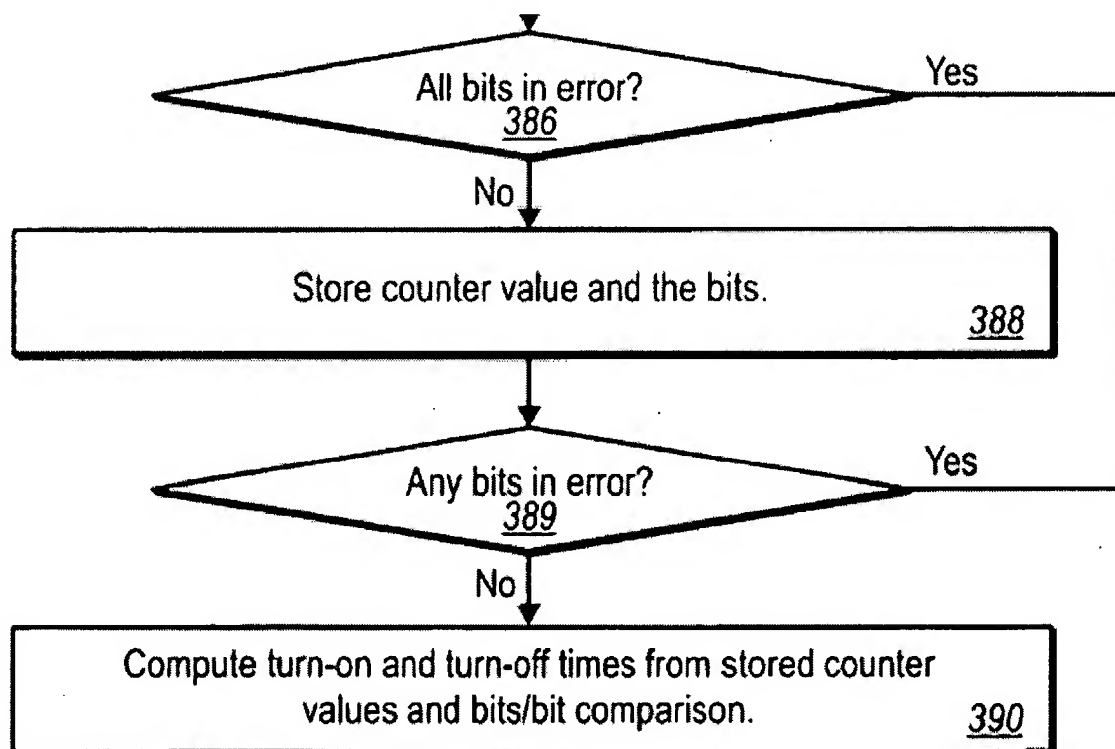 All bits in error?
Yes
386
No
Store counter value and the bits.
388
Any bits in error?
Yes
389
No
Compute turn-on and turn-off times from stored counter
values and bits/bit comparison.
390